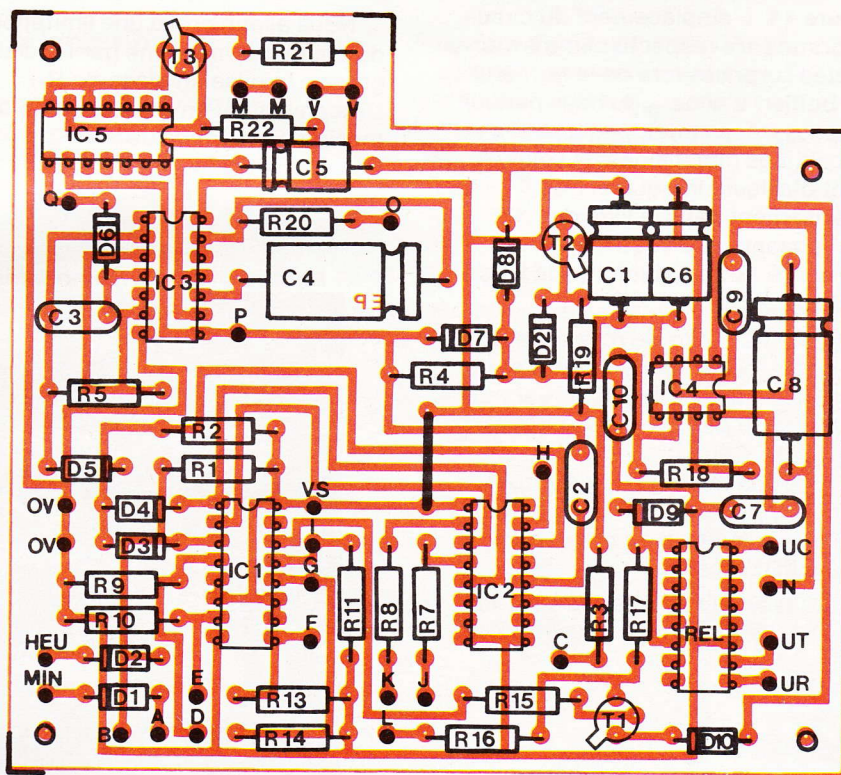 T3
R21
M M V V
IC5
R22
C5
Q
D6
R20
O
IC3
C4
EP
D8
T2
C1
C6
C9
C3
P
D7
D2
R19
R5
R4
C10
IC4
C8
R2
R1
H
D5
R18
OV
D4
VS
C2
D9
C7
OV
D3
I
IC1
G
R11
R8
R7
IC2
R3
R17
UC
R9
N
R10
F
REL
HEU
D2
C
UT
MIN
D1
E
K
J
UR
A
D
R13
R15
B
R14
L
R16
T1
D10